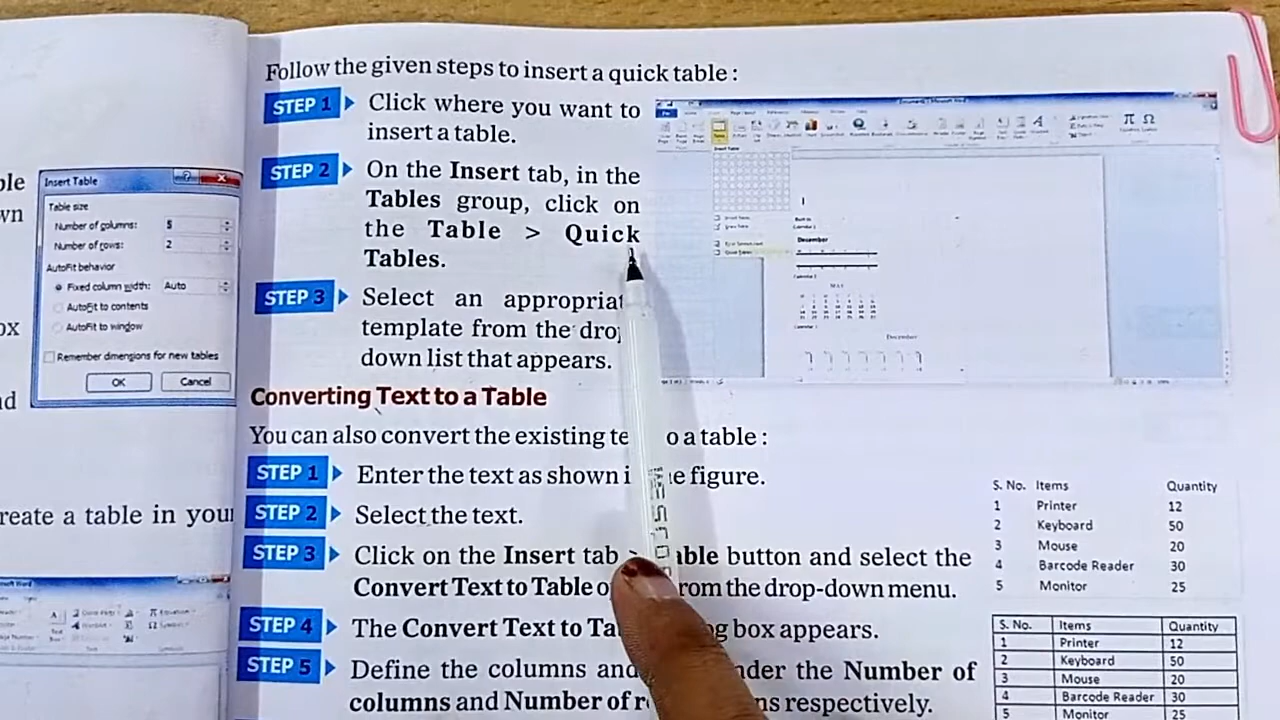 Follow the given steps to insert a quick table :
STEP 1 Click where you want to
insert a table.
STEP 2 On the Insert tab, in the
Tables group, click on
the Table > Quick
Tables.
STEP 3 Select an appropriat
template from the drop
down list that appears.
Converting Text to a Table
You can also convert the existing te o a table :
STEP 1 Enter the text as shown i e figure.
STEP 2 Select the text.
STEP 3 Click on the Insert tab > able button and select the
Convert Text to Table o from the drop-down menu.
STEP 4 The Convert Text to Ta g box appears.
STEP 5 Define the columns and nder the Number of
columns and Number of r ns respectively.
S. No. Items Quantity
1 Printer 12
2 Keyboard 50
3 Mouse 20
4 Barcode Reader 30
5 Monitor 25
S. No. Items Quantity
1 Printer 12
2 Keyboard 50
3 Mouse 20
4 Barcode Reader 30
5 Monitor 25
Insert Table
Table size
Number of columns: 5
Number of rows: 2
AutoFit behavior
Fixed column width: Auto
AutoFit to contents
AutoFit to window
Remember dimensions for new tables
OK Cancel
reate a table in your
December
December